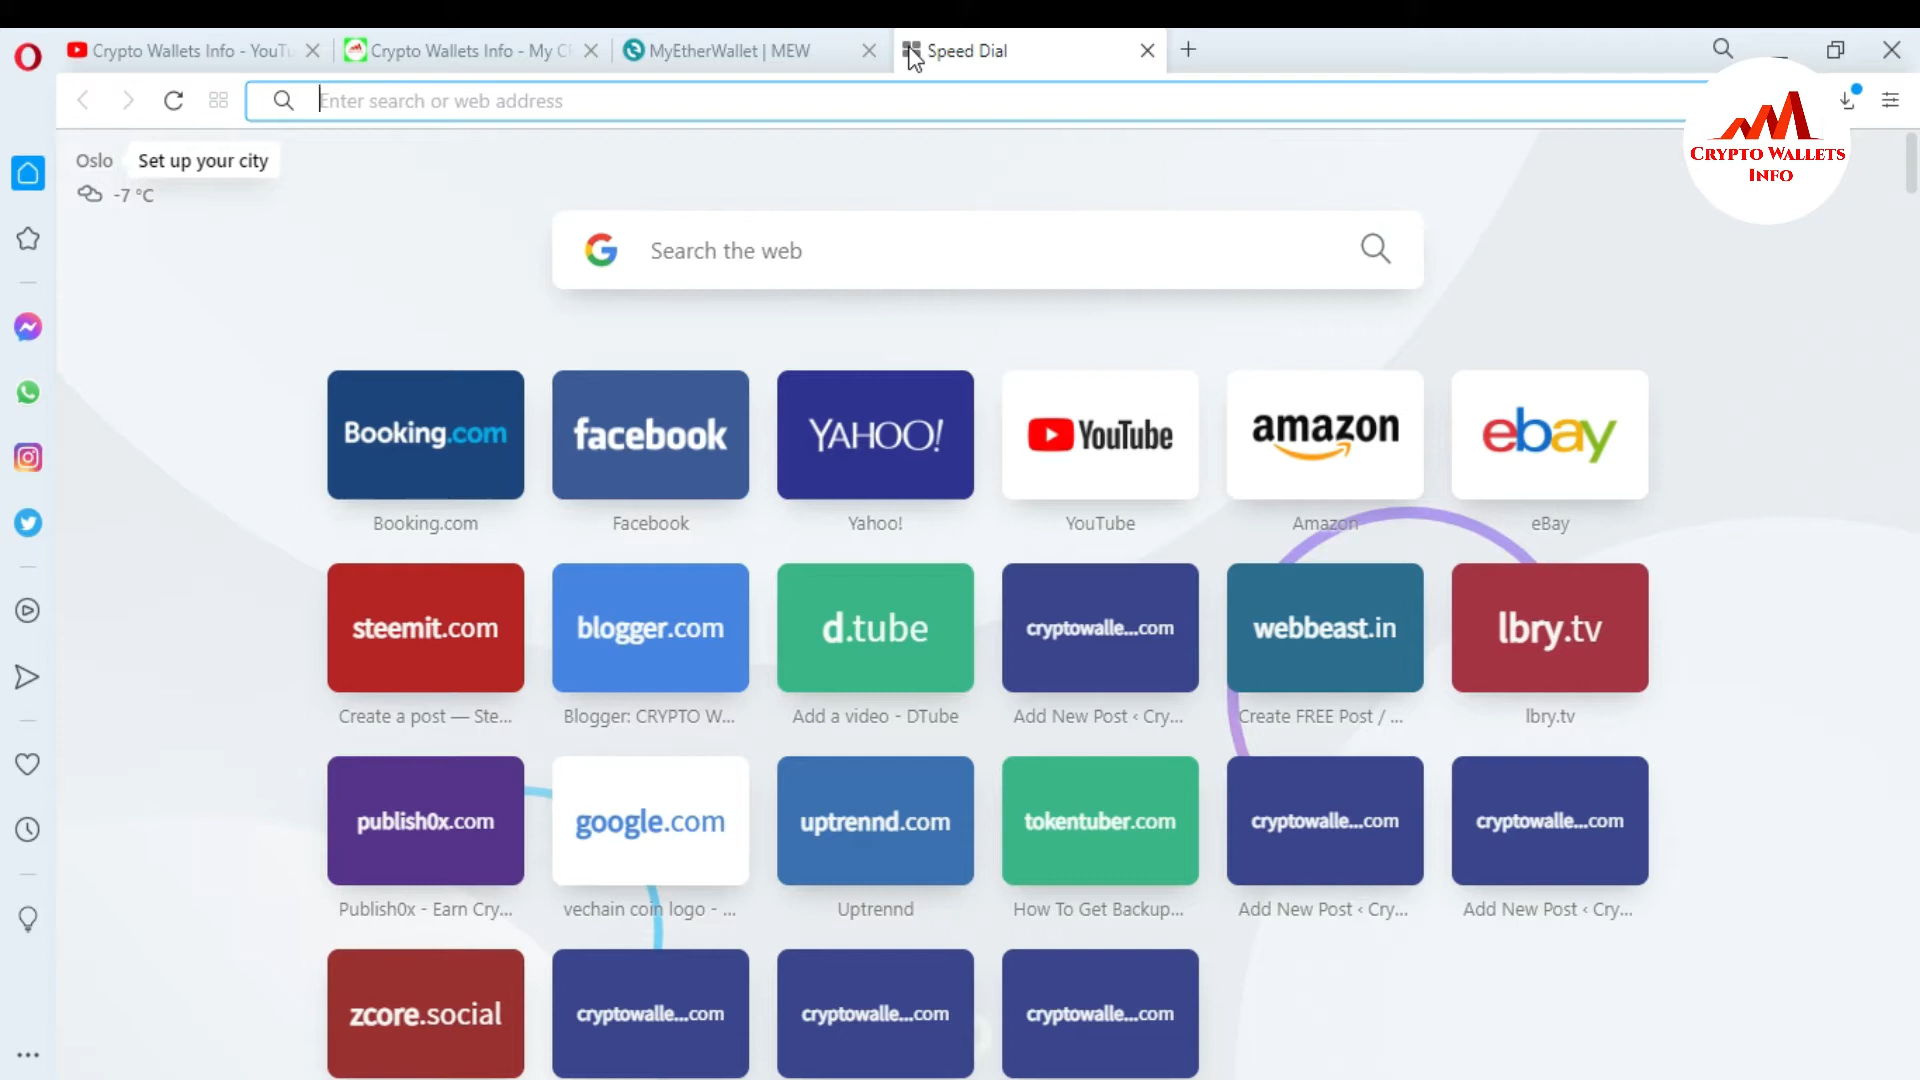 Crypto Wallets Info - YouTu
Crypto Wallets Info - My C
MyEtherWallet | MEW
Speed Dial
Enter search or web address
CRYPTO WALLETS
INFO
Oslo
Set up your city
-7 °C
Search the web
Booking.com
facebook
YAHOO!
YouTube
amazon
ebay
Booking.com
Facebook
Yahoo!
YouTube
Amazon
eBay
steemit.com
blogger.com
d.tube
cryptowalle...com
webbeast.in
lbry.tv
Create a post — Ste...
Blogger: CRYPTO W...
Add a video - DTube
Add New Post ‹ Cry...
Create FREE Post / ...
lbry.tv
publish0x.com
google.com
uptrennd.com
tokentuber.com
cryptowalle...com
cryptowalle...com
Publish0x - Earn Cry...
vechain coin logo - ...
Uptrennd
How To Get Backup...
Add New Post ‹ Cry...
Add New Post ‹ Cry...
zcore.social
cryptowalle...com
cryptowalle...com
cryptowalle...com